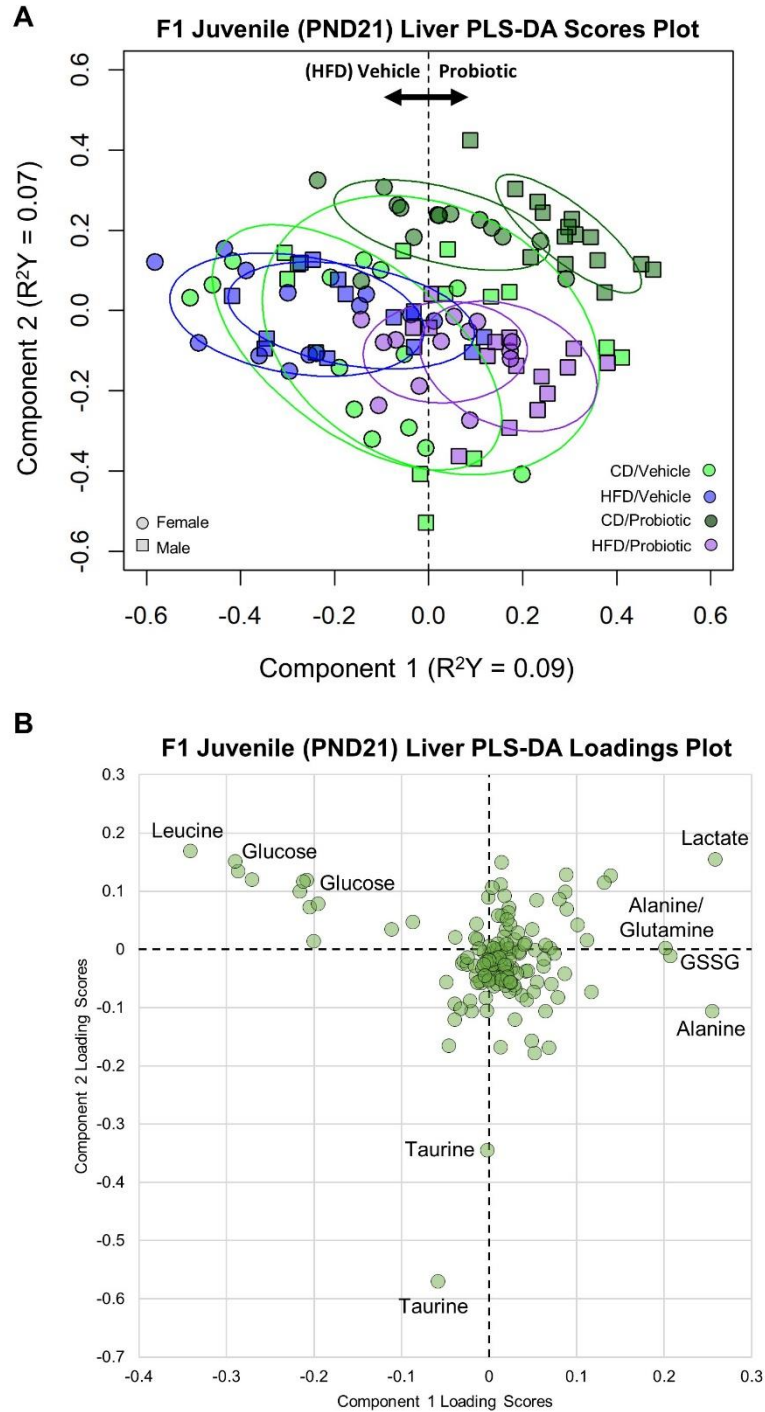 A
F1 Juvenile (PND21) Liver PLS-DA Scores Plot
(HFD) Vehicle Probiotic
Component 2 (R²Y = 0.07)
0.6
0.4
0.2
0.0
-0.2
-0.4
-0.6
Female
Male
CD/Vehicle
HFD/Vehicle
CD/Probiotic
HFD/Probiotic
-0.6 -0.4 -0.2 0.0 0.2 0.4 0.6
Component 1 (R²Y = 0.09)
B
F1 Juvenile (PND21) Liver PLS-DA Loadings Plot
Component 2 Loading Scores
0.3
0.2
0.1
0
-0.1
-0.2
-0.3
-0.4
-0.5
-0.6
-0.7
Leucine
Glucose
Glucose
Lactate
Alanine/
Glutamine
GSSG
Alanine
Taurine
Taurine
-0.4 -0.3 -0.2 -0.1 0 0.1 0.2 0.3
Component 1 Loading Scores